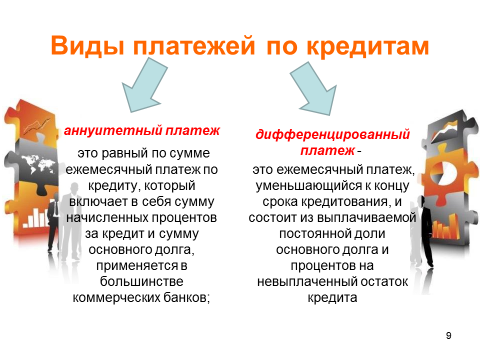 Виды платежей по кредитам
аннуитетный платеж
это равный по сумме
ежемесячный платеж по
кредиту, который
включает в себя сумму
начисленных процентов
за кредит и сумму
основного долга,
применяется в
большинстве
коммерческих банков;
дифференцированный
платеж -
это ежемесячный платеж,
уменьшающийся к концу
срока кредитования, и
состоит из выплачиваемой
постоянной доли
основного долга и
процентов на
невыплаченный остаток
кредита
9